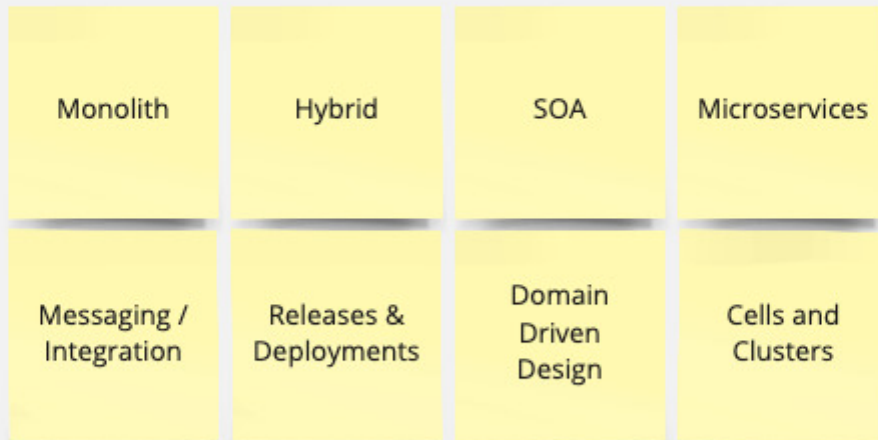 Monolith
Hybrid
SOA
Microservices
Messaging /
Integration
Releases &
Deployments
Domain
Driven
Design
Cells and
Clusters